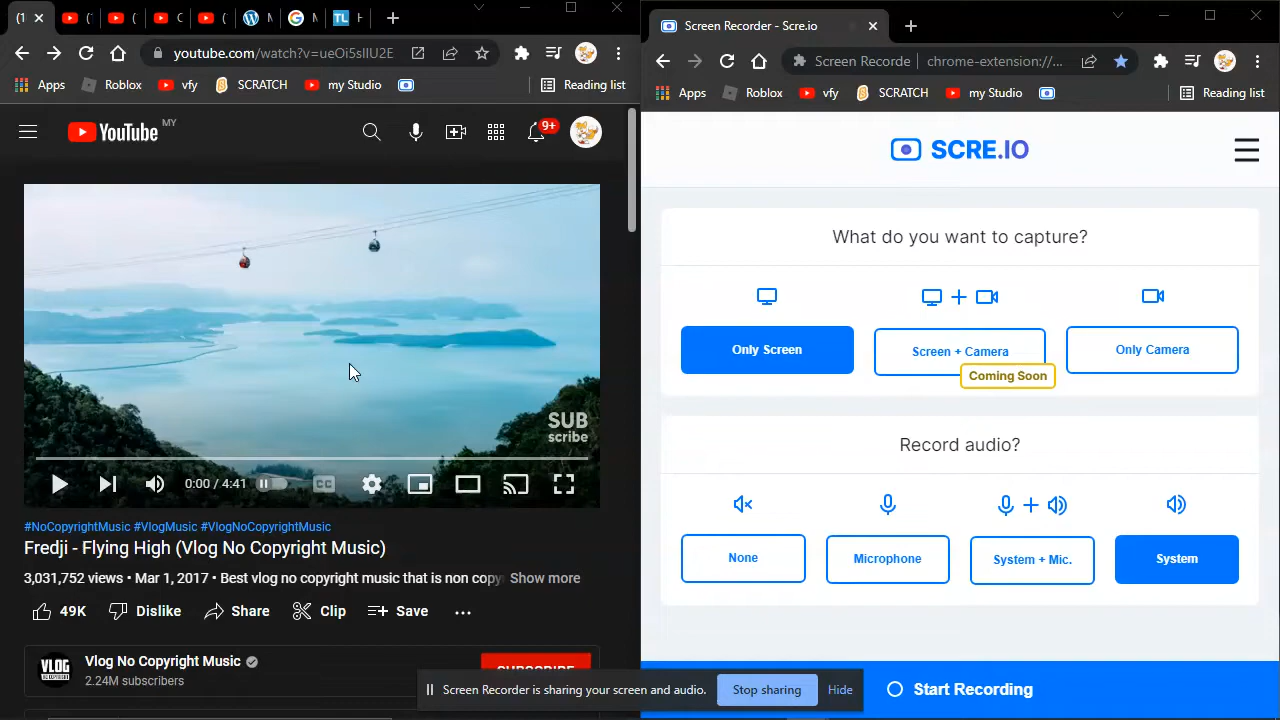 (1
(
(
(
M
H
youtube.com/watch?v=ueOi5sIlU2E
Apps
Roblox
vfy
SCRATCH
my Studio
Reading list
YouTube
MY
9+
SUB
scribe
0:00 / 4:41
CC
#NoCopyrightMusic #VlogMusic #VlogNoCopyrightMusic
Fredji - Flying High (Vlog No Copyright Music)
3,031,752 views • Mar 1, 2017 • Best vlog no copyright music that is non copy
Show more
49K
Dislike
Share
Clip
Save
VLOG
Vlog No Copyright Music
2.24M subscribers
SUBSCRIBE
Screen Recorder is sharing your screen and audio.
Stop sharing
Hide
Screen Recorder - Scre.io
Screen Recorde
chrome-extension://...
Apps
Roblox
vfy
SCRATCH
my Studio
Reading list
SCRE.IO
What do you want to capture?
Only Screen
Screen + Camera
Only Camera
Coming Soon
Record audio?
None
Microphone
System + Mic.
System
Start Recording